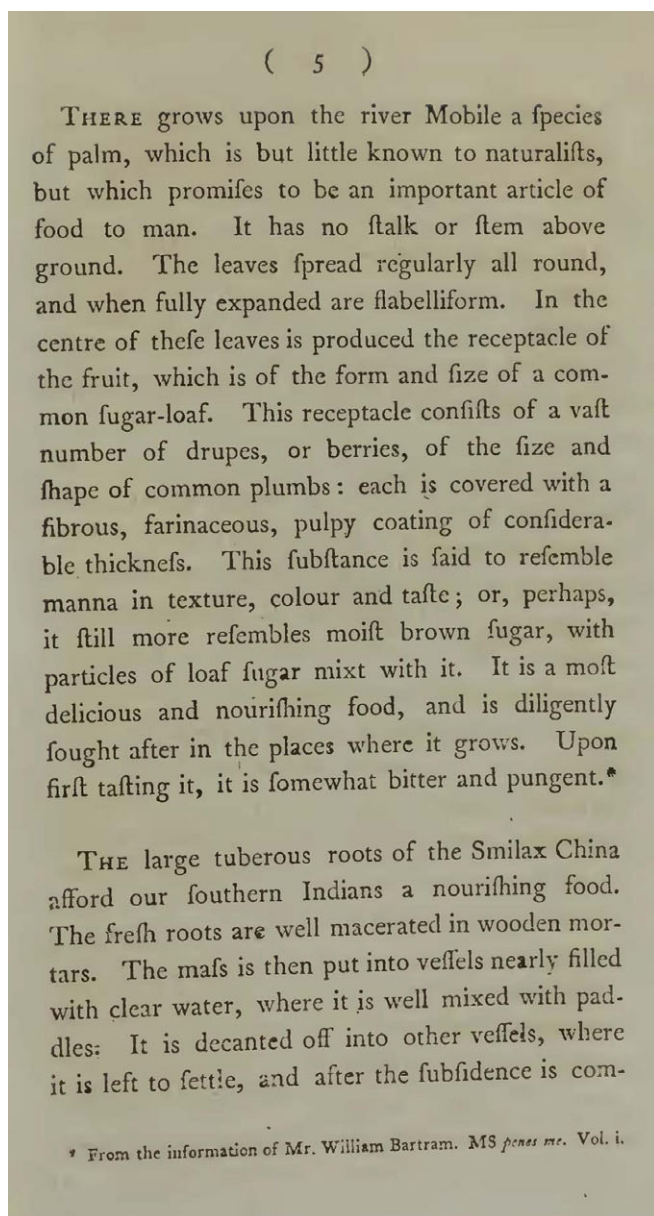 ( 5 )
THERE grows upon the river Mobile a ſpecies
of palm, which is but little known to naturaliſts,
but which promiſes to be an important article of
food to man. It has no ſtalk or ſtem above
ground. The leaves ſpread regularly all round,
and when fully expanded are flabelliform. In the
centre of theſe leaves is produced the receptacle of
the fruit, which is of the form and ſize of a com-
mon ſugar-loaf. This receptacle conſiſts of a vaſt
number of drupes, or berries, of the ſize and
ſhape of common plumbs: each is covered with a
fibrous, farinaceous, pulpy coating of conſidera-
ble thickneſs. This ſubſtance is ſaid to reſemble
manna in texture, colour and taſte; or, perhaps,
it ſtill more reſembles moiſt brown ſugar, with
particles of loaf ſugar mixt with it. It is a moſt
delicious and nouriſhing food, and is diligently
ſought after in the places where it grows. Upon
firſt taſting it, it is ſomewhat bitter and pungent.*
THE large tuberous roots of the Smilax China
afford our ſouthern Indians a nouriſhing food.
The freſh roots are well macerated in wooden mor-
tars. The maſs is then put into veſſels nearly filled
with clear water, where it is well mixed with pad-
dles: It is decanted off into other veſſels, where
it is left to ſettle, and after the ſubſidence is com-
* From the information of Mr. William Bartram. MS penes me. Vol. i.